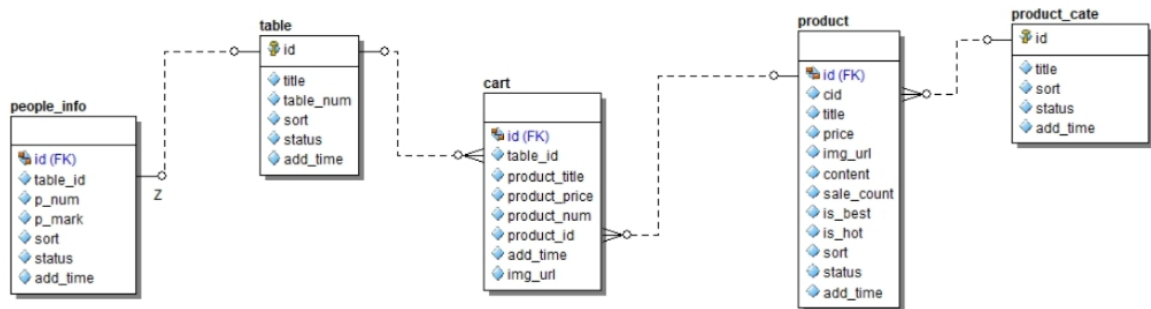 people_info
id (FK)
table_id
p_num
p_mark
sort
status
add_time
Z
table
id
title
table_num
sort
status
add_time
cart
id (FK)
table_id
product_title
product_price
product_num
product_id
add_time
img_url
product
id (FK)
cid
title
price
img_url
content
sale_count
is_best
is_hot
sort
status
add_time
product_cate
id
title
sort
status
add_time